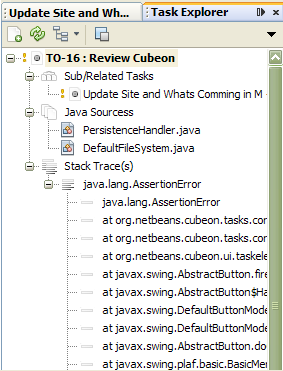 Update Site and Wh...
Task Explorer
TO-16 : Review Cubeon
Sub/Related Tasks
Update Site and Whats Comming in M
Java Sourcess
PersistenceHandler.java
DefaultFileSystem.java
Stack Trace(s)
java.lang.AssertionError
java.lang.AssertionError
at org.netbeans.cubeon.tasks.cor
at org.netbeans.cubeon.tasks.cor
at org.netbeans.cubeon.ui.taskele
at javax.swing.AbstractButton.fire
at javax.swing.AbstractButton$Ha
at javax.swing.DefaultButtonMode
at javax.swing.DefaultButtonMode
at javax.swing.AbstractButton.do
at javax.swing.plaf.basic.BasicMer